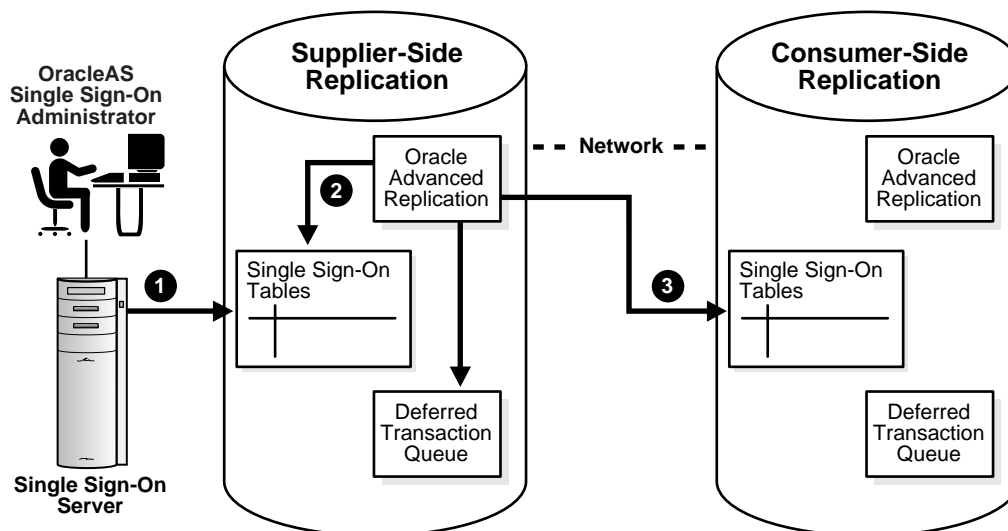 OracleAS
Single Sign-On
Administrator
Single Sign-On
Server
1
Supplier-Side
Replication
Oracle
Advanced
Replication
2
Single Sign-On
Tables
Deferred
Transaction
Queue
Network
3
Consumer-Side
Replication
Oracle
Advanced
Replication
Single Sign-On
Tables
Deferred
Transaction
Queue